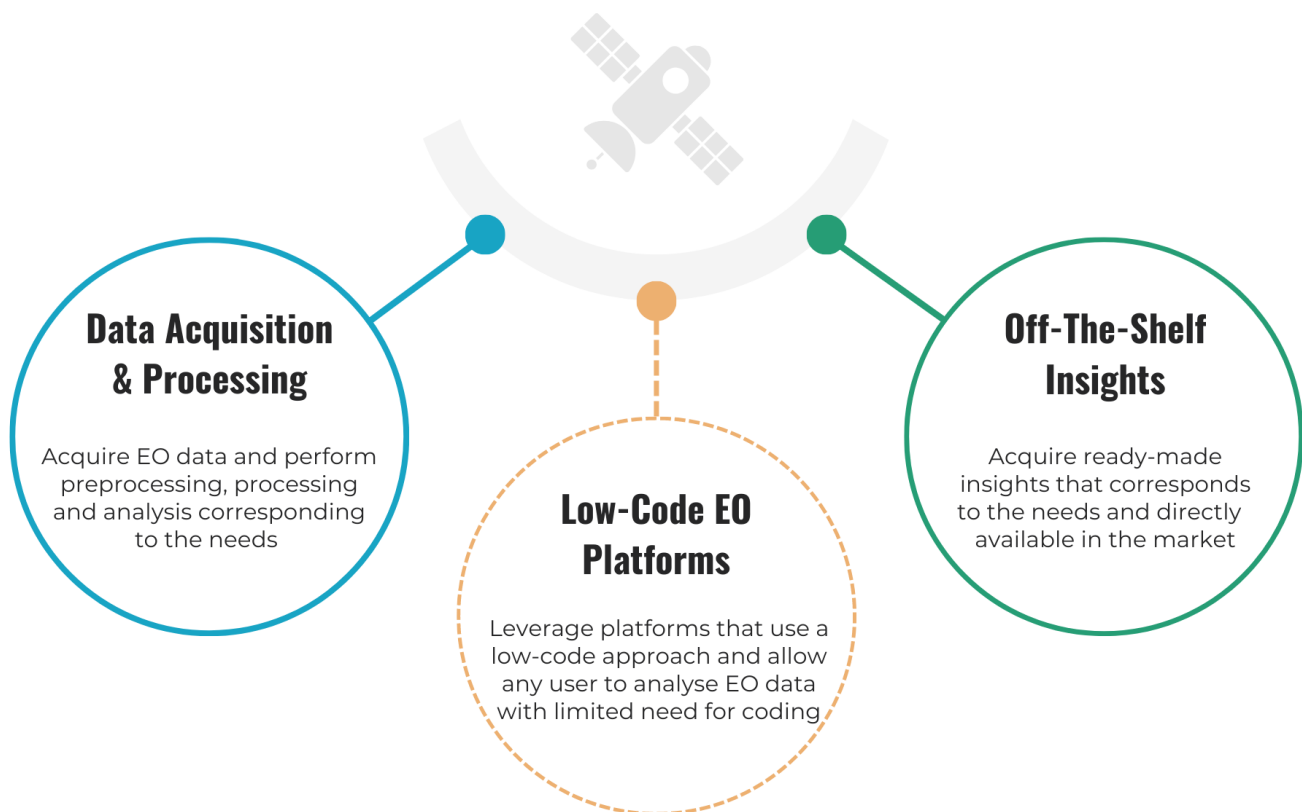 Data Acquisition
& Processing
Acquire EO data and perform
preprocessing, processing
and analysis corresponding
to the needs
Low-Code EO
Platforms
Leverage platforms that use a
low-code approach and allow
any user to analyse EO data
with limited need for coding
Off-The-Shelf
Insights
Acquire ready-made
insights that corresponds
to the needs and directly
available in the market